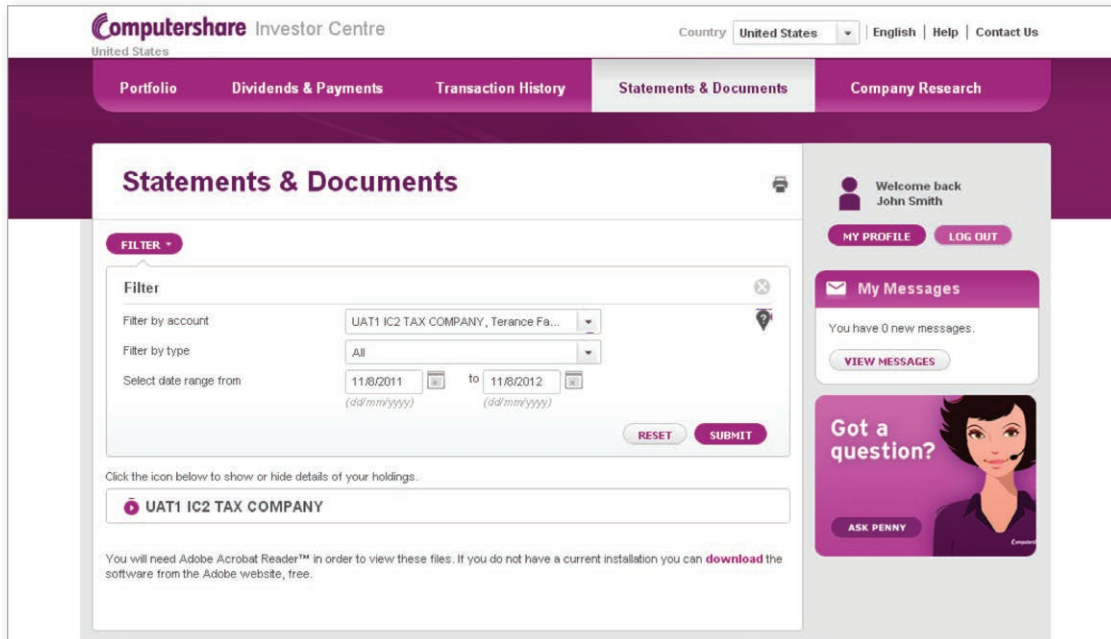 Computershare Investor Centre
United States
Country United States | English | Help | Contact Us
Portfolio Dividends & Payments Transaction History Statements & Documents Company Research
Statements & Documents
Welcome back
John Smith
MY PROFILE LOG OUT
FILTER
Filter
Filter by account UAT1 IC2 TAX COMPANY, Terance Fa...
Filter by type All
Select date range from 11/8/2011 to 11/8/2012
(dd/mm/yyyy) (dd/mm/yyyy)
RESET SUBMIT
Click the icon below to show or hide details of your holdings.
UAT1 IC2 TAX COMPANY
You will need Adobe Acrobat Reader™ in order to view these files. If you do not have a current installation you can download the
software from the Adobe website, free.
My Messages
You have 0 new messages.
VIEW MESSAGES
Got a
question?
ASK PENNY